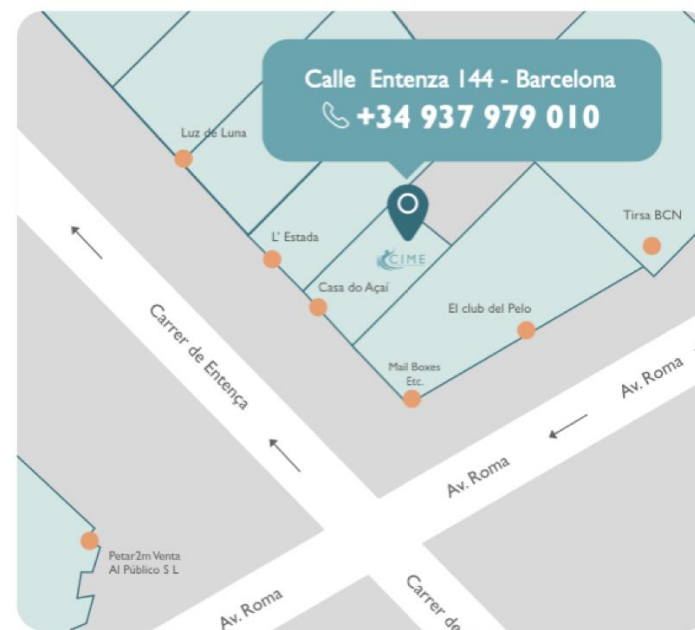 Calle Entenza 144 - Barcelona
+34 937 979 010
Luz de Luna
Tirsa BCN
L' Estada
CIME
Casa do Açaí
El club del Pelo
Carrer de Entença
Mail Boxes
Etc.
Av. Roma
Av. Roma
Petar2m Venta
Al Público S L
Av. Roma
Carrer de